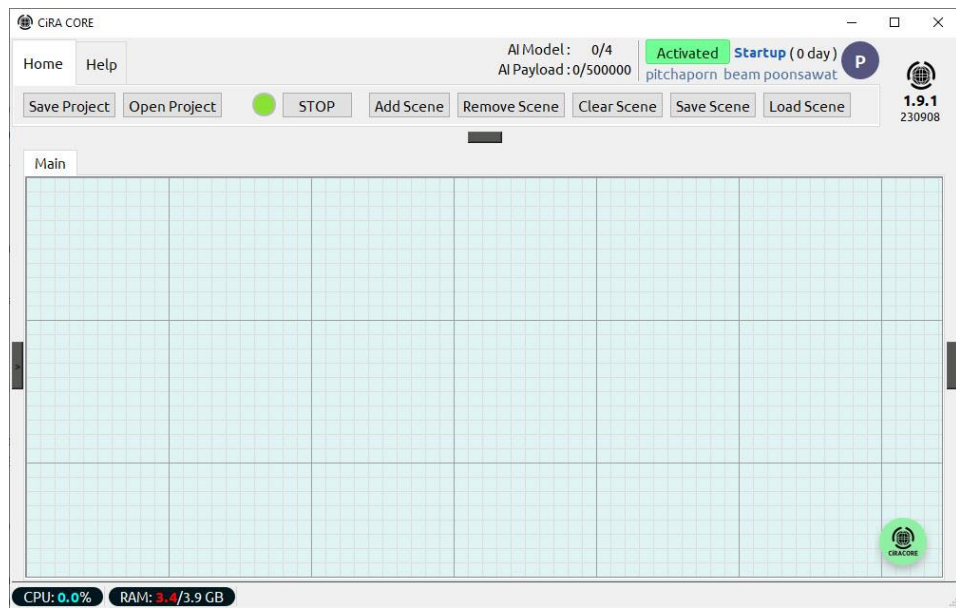 CiRA CORE
Home Help
AI Model : 0/4
AI Payload : 0/500000
Activated Startup ( 0 day )
pitchaporn beam poonsawat
P
Save Project Open Project STOP Add Scene Remove Scene Clear Scene Save Scene Load Scene
1.9.1
230908
Main
>
CiRACORE
CPU: 0.0% RAM: 3.4/3.9 GB